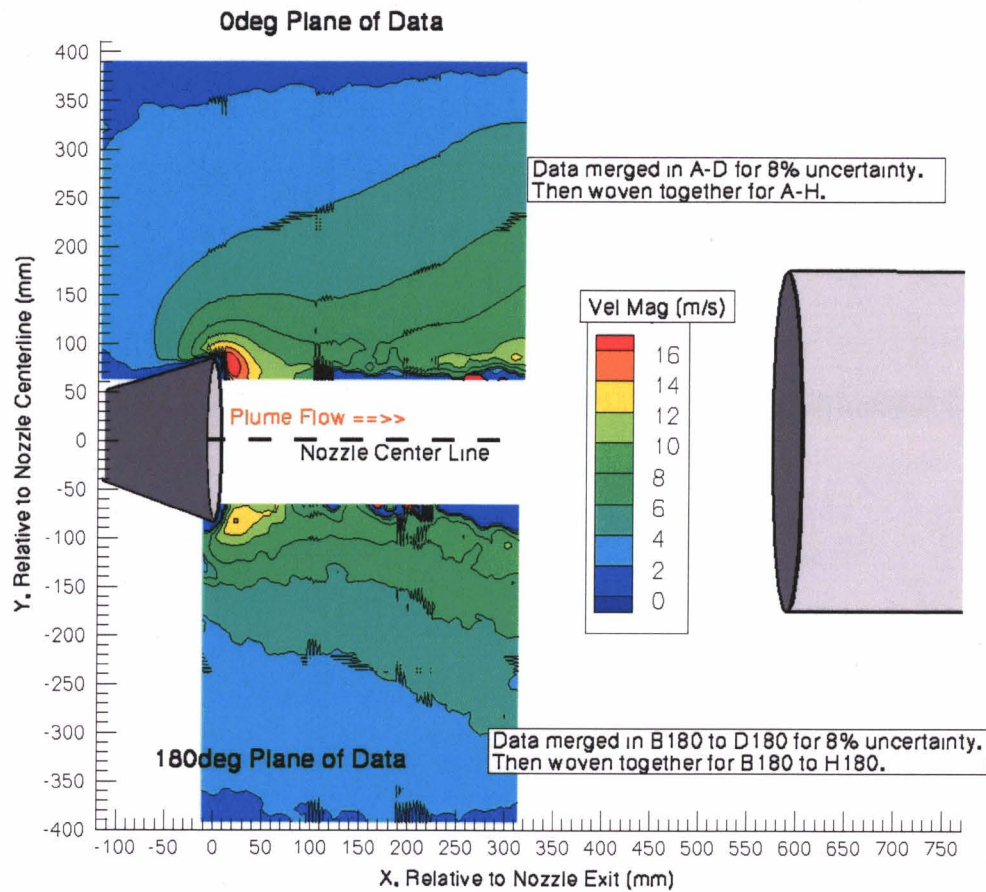 0deg Plane of Data
400
350
300
250
200
150
100
50
0
-50
-100
-150
-200
-250
-300
-350
-400
Y, Relative to Nozzle Centerline (mm)
Data merged in A-D for 8% uncertainty.
Then woven together for A-H.
Vel Mag (m/s)
16
14
12
10
8
6
4
2
0
Plume Flow ==>>
Nozzle Center Line
180deg Plane of Data
Data merged in B180 to D180 for 8% uncertainty.
Then woven together for B180 to H180.
-100 -50 0 50 100 150 200 250 300 350 400 450 500 550 600 650 700 750
X, Relative to Nozzle Exit (mm)